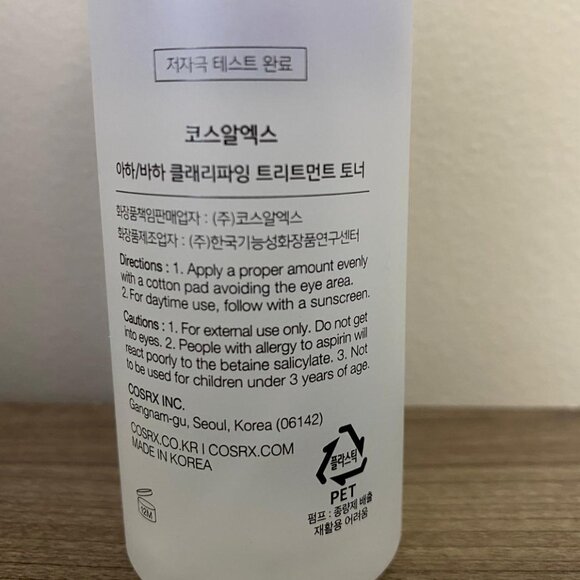 저자극 테스트 완료
코스알엑스
아하/바하 클래리파잉 트리트먼트 토너
화장품책임판매업자 : (주)코스알엑스
화장품제조업자 : (주)한국기능성화장품연구센터
Directions : 1. Apply a proper amount evenly
with a cotton pad avoiding the eye area.
2. For daytime use, follow with a sunscreen.
Cautions : 1. For external use only. Do not get
into eyes. 2. People with allergy to aspirin will
react poorly to the betaine salicylate. 3. Not
to be used for children under 3 years of age.
COSRX INC.
Gangnam-gu, Seoul, Korea (06142)
COSRX.CO.KR I COSRX.COM
MADE IN KOREA
12M
플라스틱
PET
펌프 : 종량제 배출
재활용 어려움